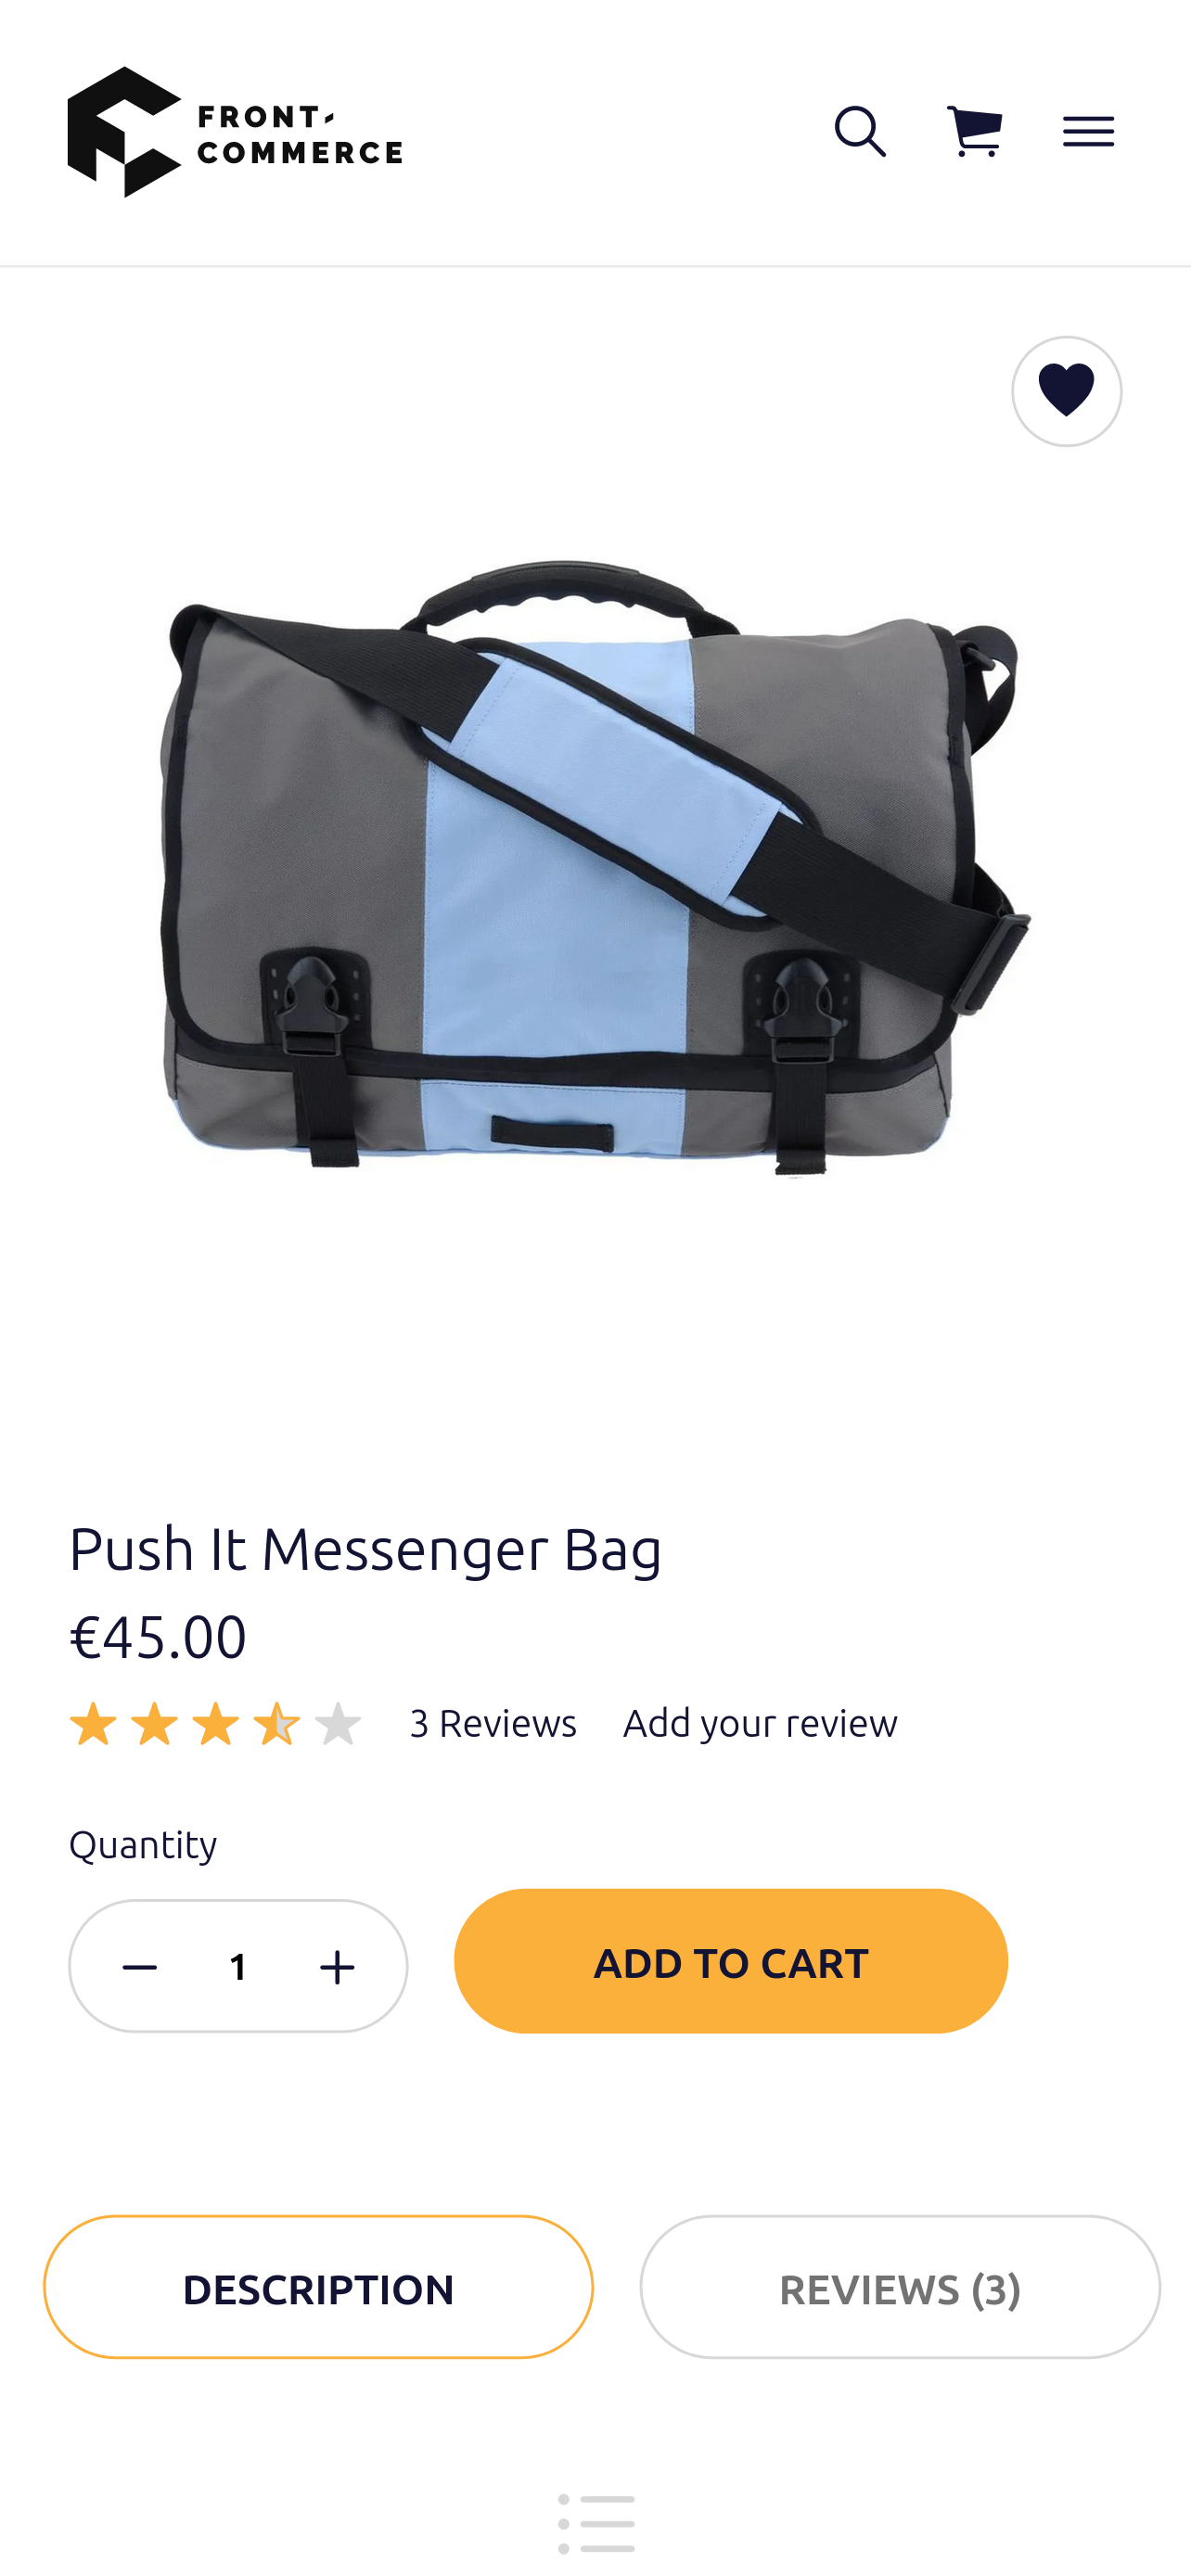 FRONT-
COMMERCE
Push It Messenger Bag
€45.00
3 Reviews Add your review
Quantity
1
ADD TO CART
DESCRIPTION REVIEWS (3)